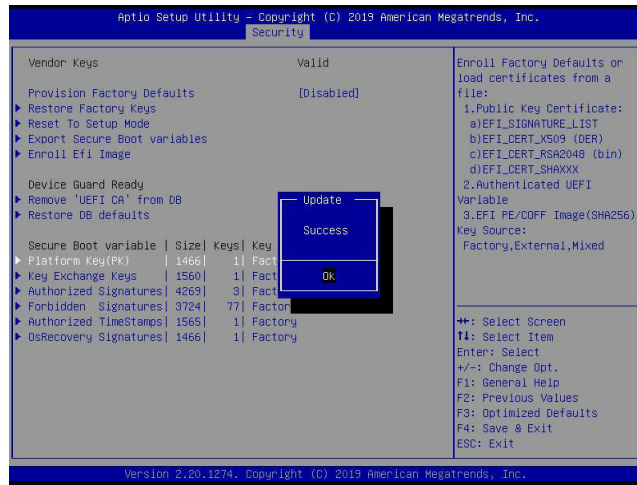 Aptio Setup Utility – Copyright (C) 2019 American Megatrends, Inc.
Security
Vendor Keys Valid
Provision Factory Defaults [Disabled]
Restore Factory Keys
Reset To Setup Mode
Export Secure Boot variables
Enroll Efi Image
Device Guard Ready
Remove 'UEFI CA' from DB
Restore DB defaults
Secure Boot variable | Size| Keys| Key
Platform Key(PK) | 1466| 1| Fact
Key Exchange Keys | 1560| 1| Fact
Authorized Signatures| 4269| 3| Fact
Forbidden Signatures| 3724| 77| Factor
Authorized TimeStamps| 1565| 1| Factory
OsRecovery Signatures| 1466| 1| Factory
Update
Success
Ok
Enroll Factory Defaults or
load certificates from a
file:
1.Public Key Certificate:
a)EFI_SIGNATURE_LIST
b)EFI_CERT_X509 (DER)
c)EFI_CERT_RSA2048 (bin)
d)EFI_CERT_SHAXXX
2.Authenticated UEFI
Variable
3.EFI PE/COFF Image(SHA256)
Key Source:
Factory,External,Mixed
→←: Select Screen
↑↓: Select Item
Enter: Select
+/-: Change Opt.
F1: General Help
F2: Previous Values
F3: Optimized Defaults
F4: Save & Exit
ESC: Exit
Version 2.20.1274. Copyright (C) 2019 American Megatrends, Inc.